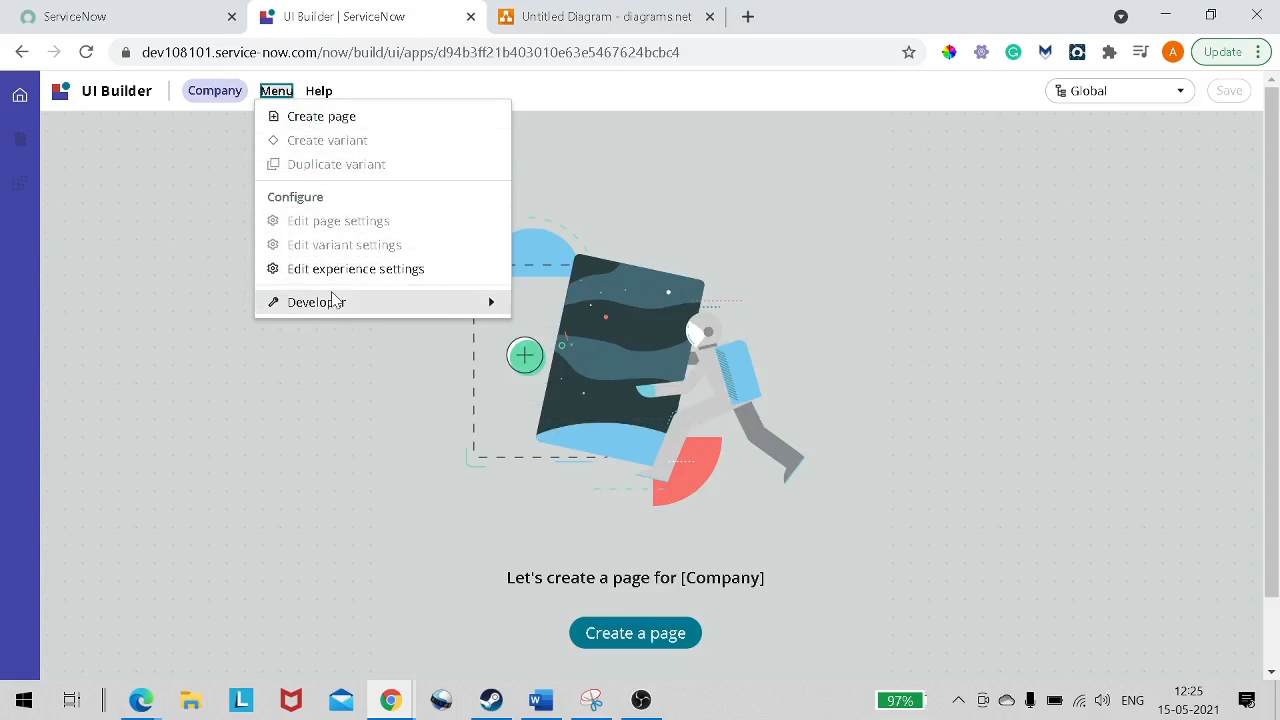 ServiceNow
UI Builder | ServiceNow
Untitled Diagram - diagrams.net
dev108101.service-now.com/now/build/ui/apps/d94b3ff21b403010e63e5467624bcbc4
A
Update
UI Builder
Company
Menu
Help
Global
Save
Create page
Create variant
Duplicate variant
Configure
Edit page settings
Edit variant settings
Edit experience settings
Developer
Let's create a page for [Company]
Create a page
L
97%
ENG
12:25
15-05-2021